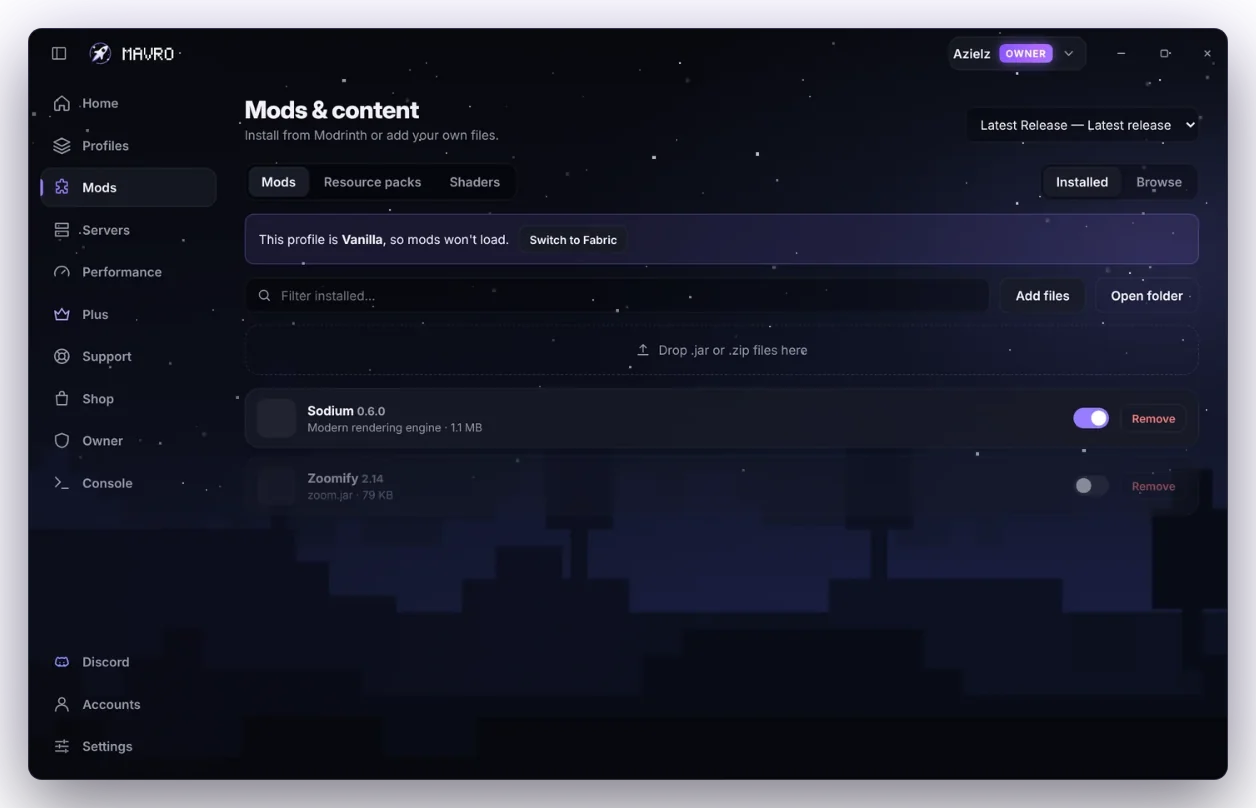 MAVRO
Azielz OWNER
Home
Profiles
Mods
Servers
Performance
Plus
Support
Shop
Owner
Console
Discord
Accounts
Settings
Mods & content
Install from Modrinth or add your own files.
Latest Release — Latest release
Mods Resource packs Shaders
Installed Browse
This profile is Vanilla, so mods won't load. Switch to Fabric
Filter installed...
Add files Open folder
Drop .jar or .zip files here
Sodium 0.6.0
Modern rendering engine · 1.1 MB
Remove
Zoomify 2.14
zoom.jar · 79 KB
Remove